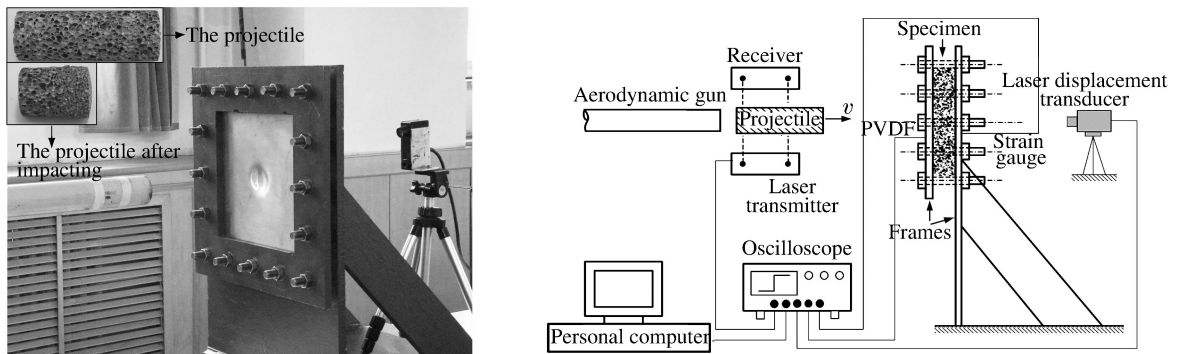 The projectile
The projectile after
impacting
Receiver
Aerodynamic gun
Projectile
v
Laser
transmitter
Oscilloscope
Personal computer
Specimen
Laser displacement
transducer
PVDF
Strain
gauge
Frames